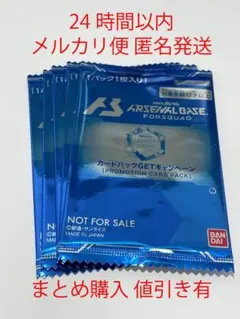 24 時間以内
メルカリ便 匿名発送
1パック1枚入り!
ARSENAL BASE
FORSQUAD
カードパックGETキャンペーン
[PROMOTION CARD PACK]
NOT FOR SALE
©創通・サンライズ
MADE IN JAPAN
BAN
DAI
まとめ購入 値引き有